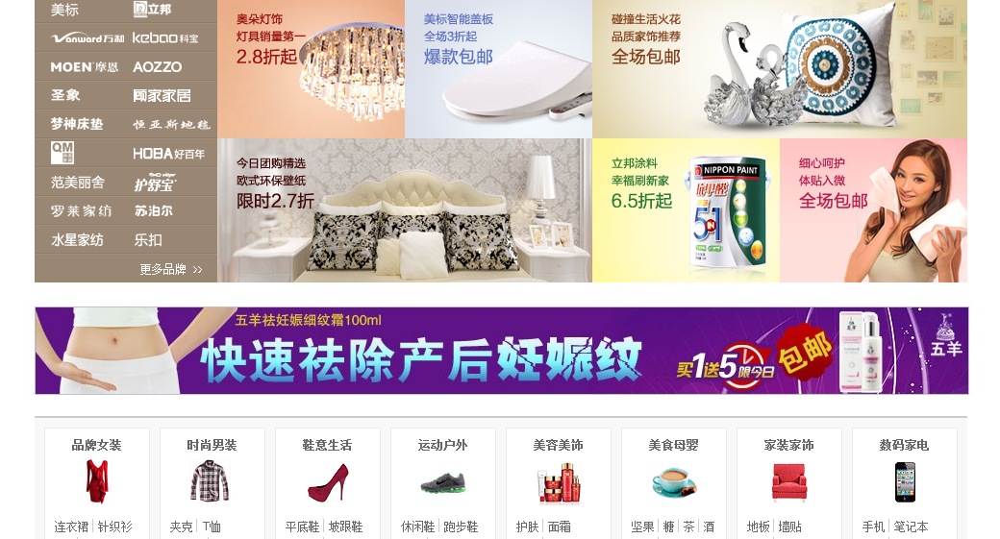 美标 立邦
Vanward万和 kebao科宝
MOEN®摩恩 AOZZO
圣象 顾家家居
梦神床垫 恒亚斯地毯
QM HOBA好百年
范美丽舍 护舒宝
罗莱家纺 苏泊尔
水星家纺 乐扣
更多品牌 >>
奥朵灯饰
灯具销量第一
2.8折起
美标智能盖板
全场3折起
爆款包邮
碰撞生活火花
品质家饰推荐
全场包邮
今日团购精选
欧式环保壁纸
限时2.7折
立邦涂料
幸福刷新家
6.5折起
NIPPON PAINT
抗甲醛
5 IN 1
细心呵护
体贴入微
全场包邮
五羊祛妊娠细纹霜100ml
快速祛除产后妊娠纹
买1送5限今日 包邮
五羊
品牌女装 时尚男装 鞋意生活 运动户外 美容美饰 美食母婴 家装家饰 数码家电
连衣裙 | 针织衫 夹克 | T恤 平底鞋 | 坡跟鞋 休闲鞋 | 跑步鞋 护肤 | 面霜 坚果 | 糖 | 茶 | 酒 地板 | 墙贴 手机 | 笔记本